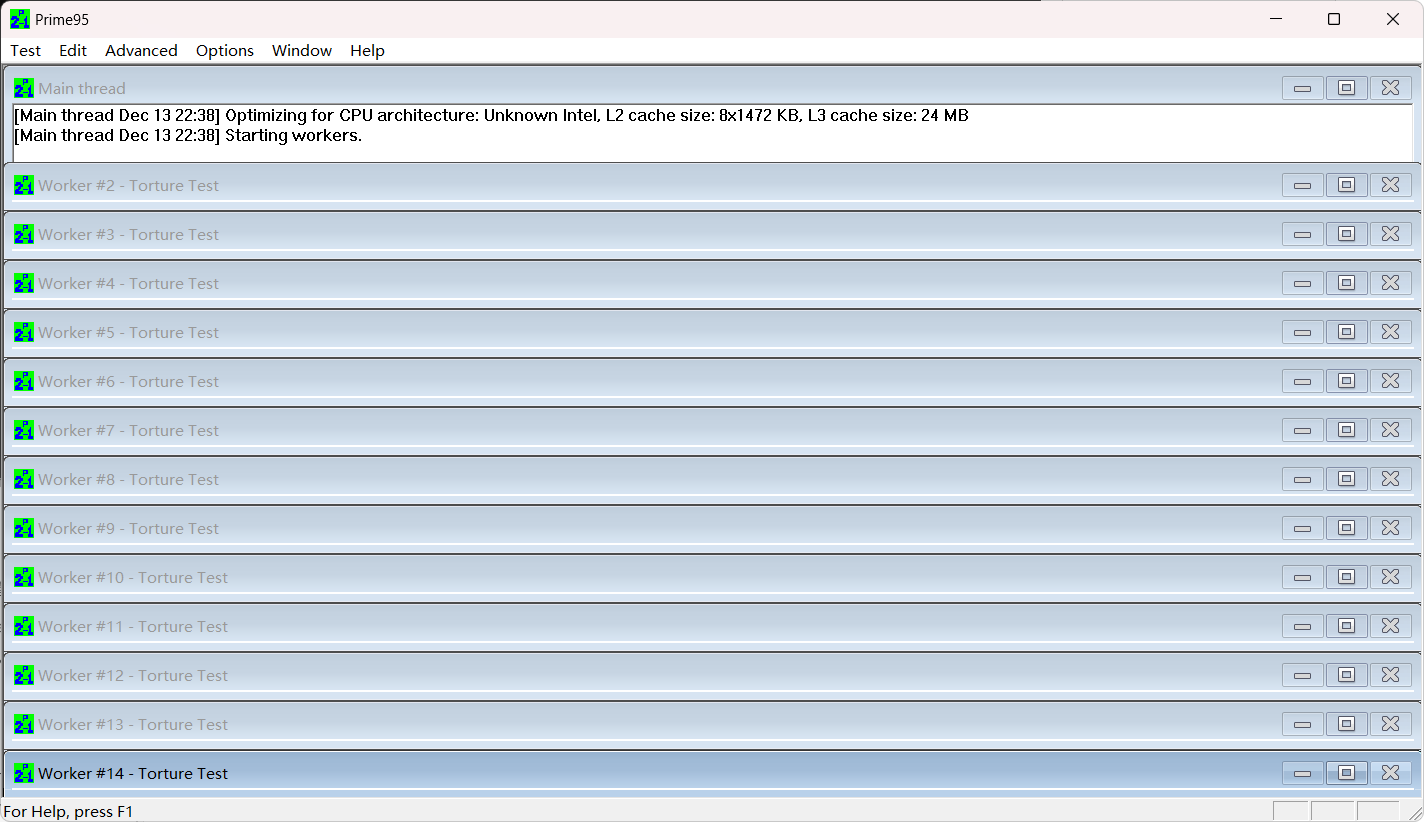 Prime95
Test Edit Advanced Options Window Help
Main thread
[Main thread Dec 13 22:38] Optimizing for CPU architecture: Unknown Intel, L2 cache size: 8x1472 KB, L3 cache size: 24 MB
[Main thread Dec 13 22:38] Starting workers.
Worker #2 - Torture Test
Worker #3 - Torture Test
Worker #4 - Torture Test
Worker #5 - Torture Test
Worker #6 - Torture Test
Worker #7 - Torture Test
Worker #8 - Torture Test
Worker #9 - Torture Test
Worker #10 - Torture Test
Worker #11 - Torture Test
Worker #12 - Torture Test
Worker #13 - Torture Test
Worker #14 - Torture Test
For Help, press F1